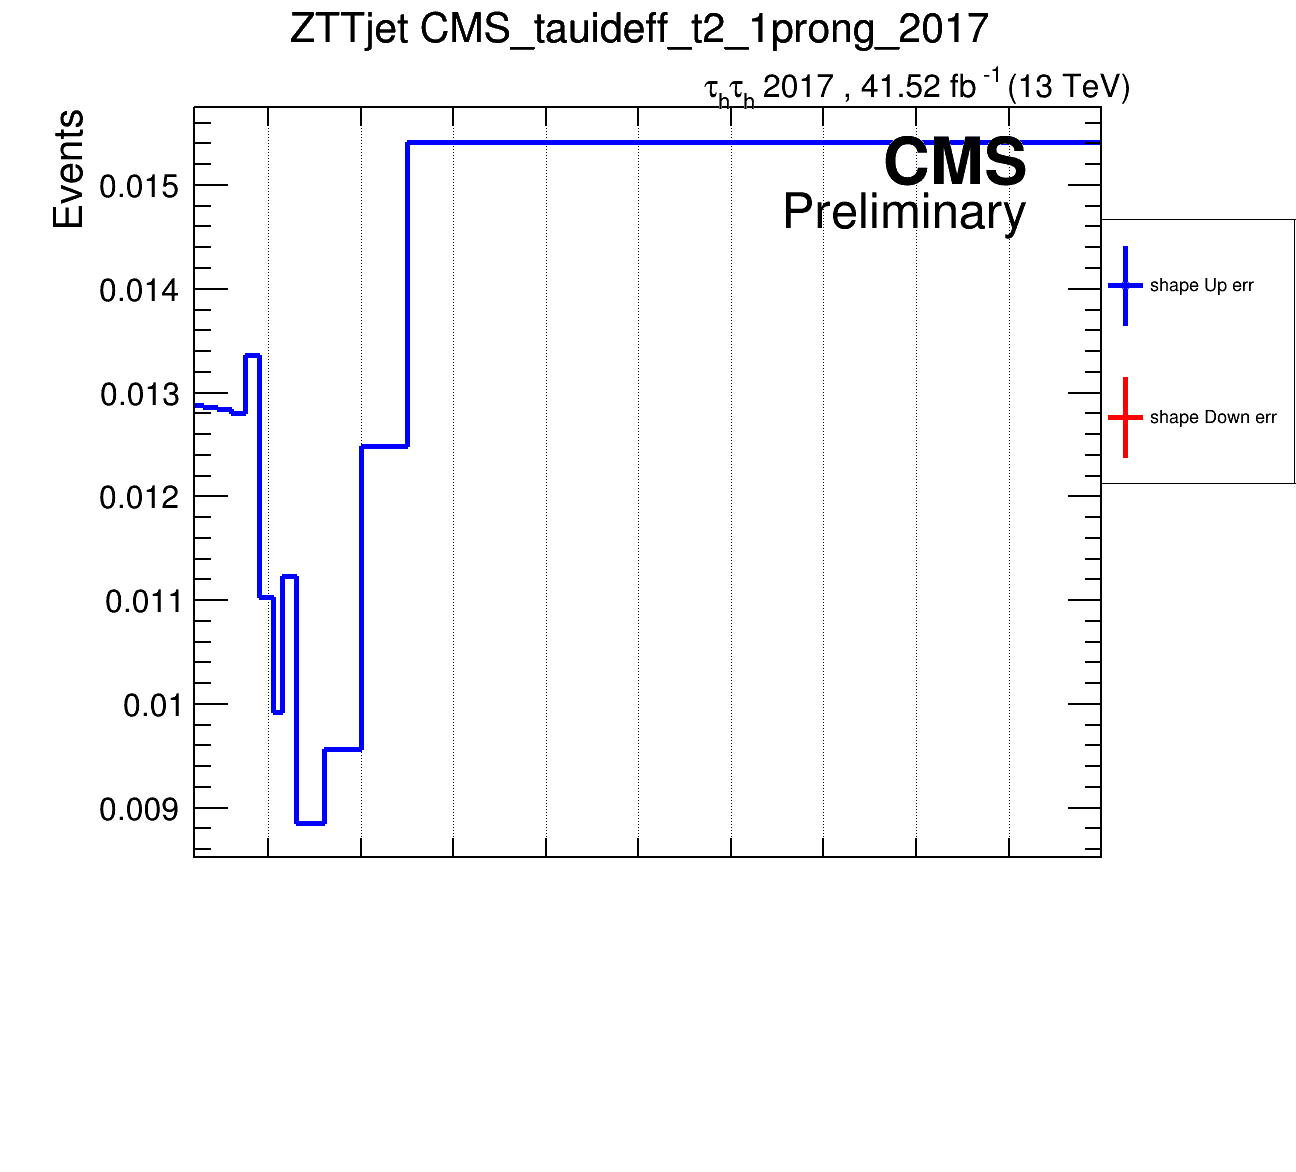 ZTTjet CMS_tauideff_t2_1prong_2017
τhτh 2017 , 41.52 fb -1 (13 TeV)
Events
CMS
Preliminary
0.015
0.014
0.013
0.012
0.011
0.01
0.009
shape Up err
shape Down err